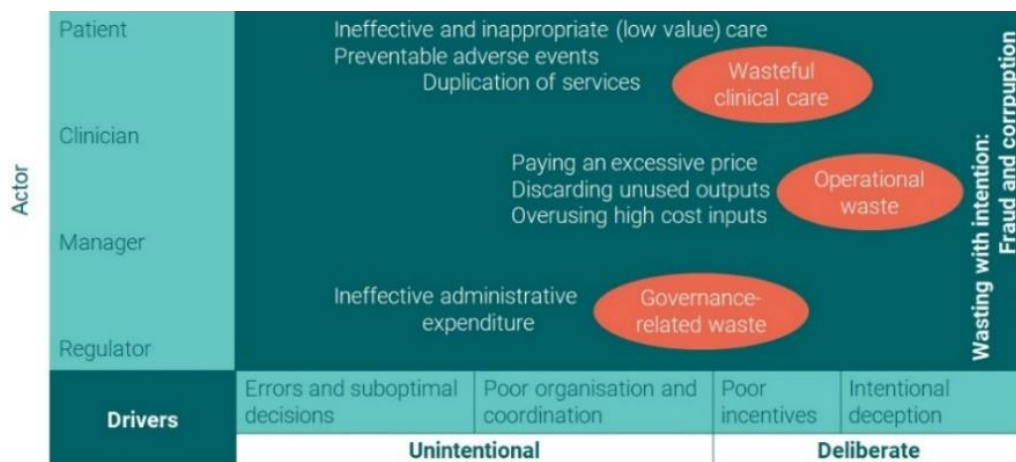 Actor
Patient
Clinician
Manager
Regulator
Ineffective and inappropriate (low value) care
Preventable adverse events
Duplication of services
Wasteful
clinical care
Paying an excessive price
Discarding unused outputs
Overusing high cost inputs
Operational
waste
Ineffective administrative
expenditure
Governance-
related waste
Wasting with intention:
Fraud and corrpuption
Drivers
Errors and suboptimal
decisions
Poor organisation and
coordination
Poor
incentives
Intentional
deception
Unintentional
Deliberate